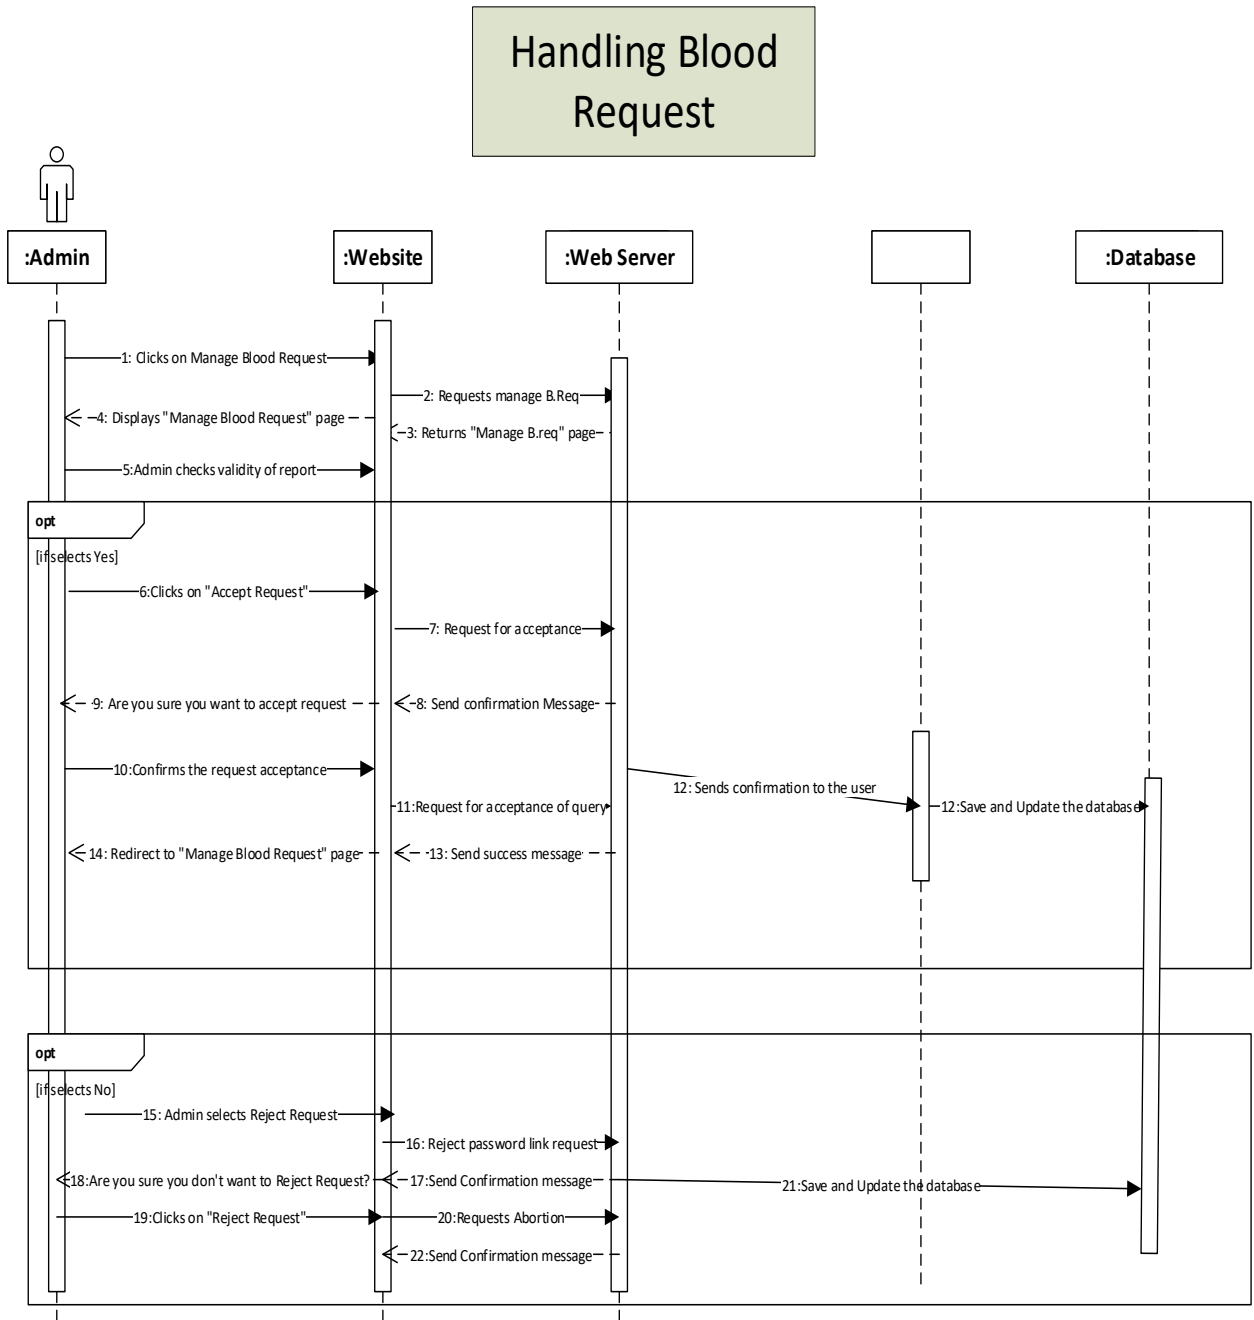 Handling Blood
Request
:Admin
:Website
:Web Server
:Database
1: Clicks on Manage Blood Request
2: Requests manage B.Req
4: Displays "Manage Blood Request" page
3: Returns "Manage B.req" page
5:Admin checks validity of report
opt
[if selects Yes]
6:Clicks on "Accept Request"
7: Request for acceptance
9: Are you sure you want to accept request
8: Send confirmation Message
10:Confirms the request acceptance
12: Sends confirmation to the user
11:Request for acceptance of query
12:Save and Update the database
14: Redirect to "Manage Blood Request" page
13: Send success message
opt
[if selects No]
15: Admin selects Reject Request
16: Reject password link request
18:Are you sure you don't want to Reject Request?
17:Send Confirmation message
21:Save and Update the database
19:Clicks on "Reject Request"
20:Requests Abortion
22:Send Confirmation message